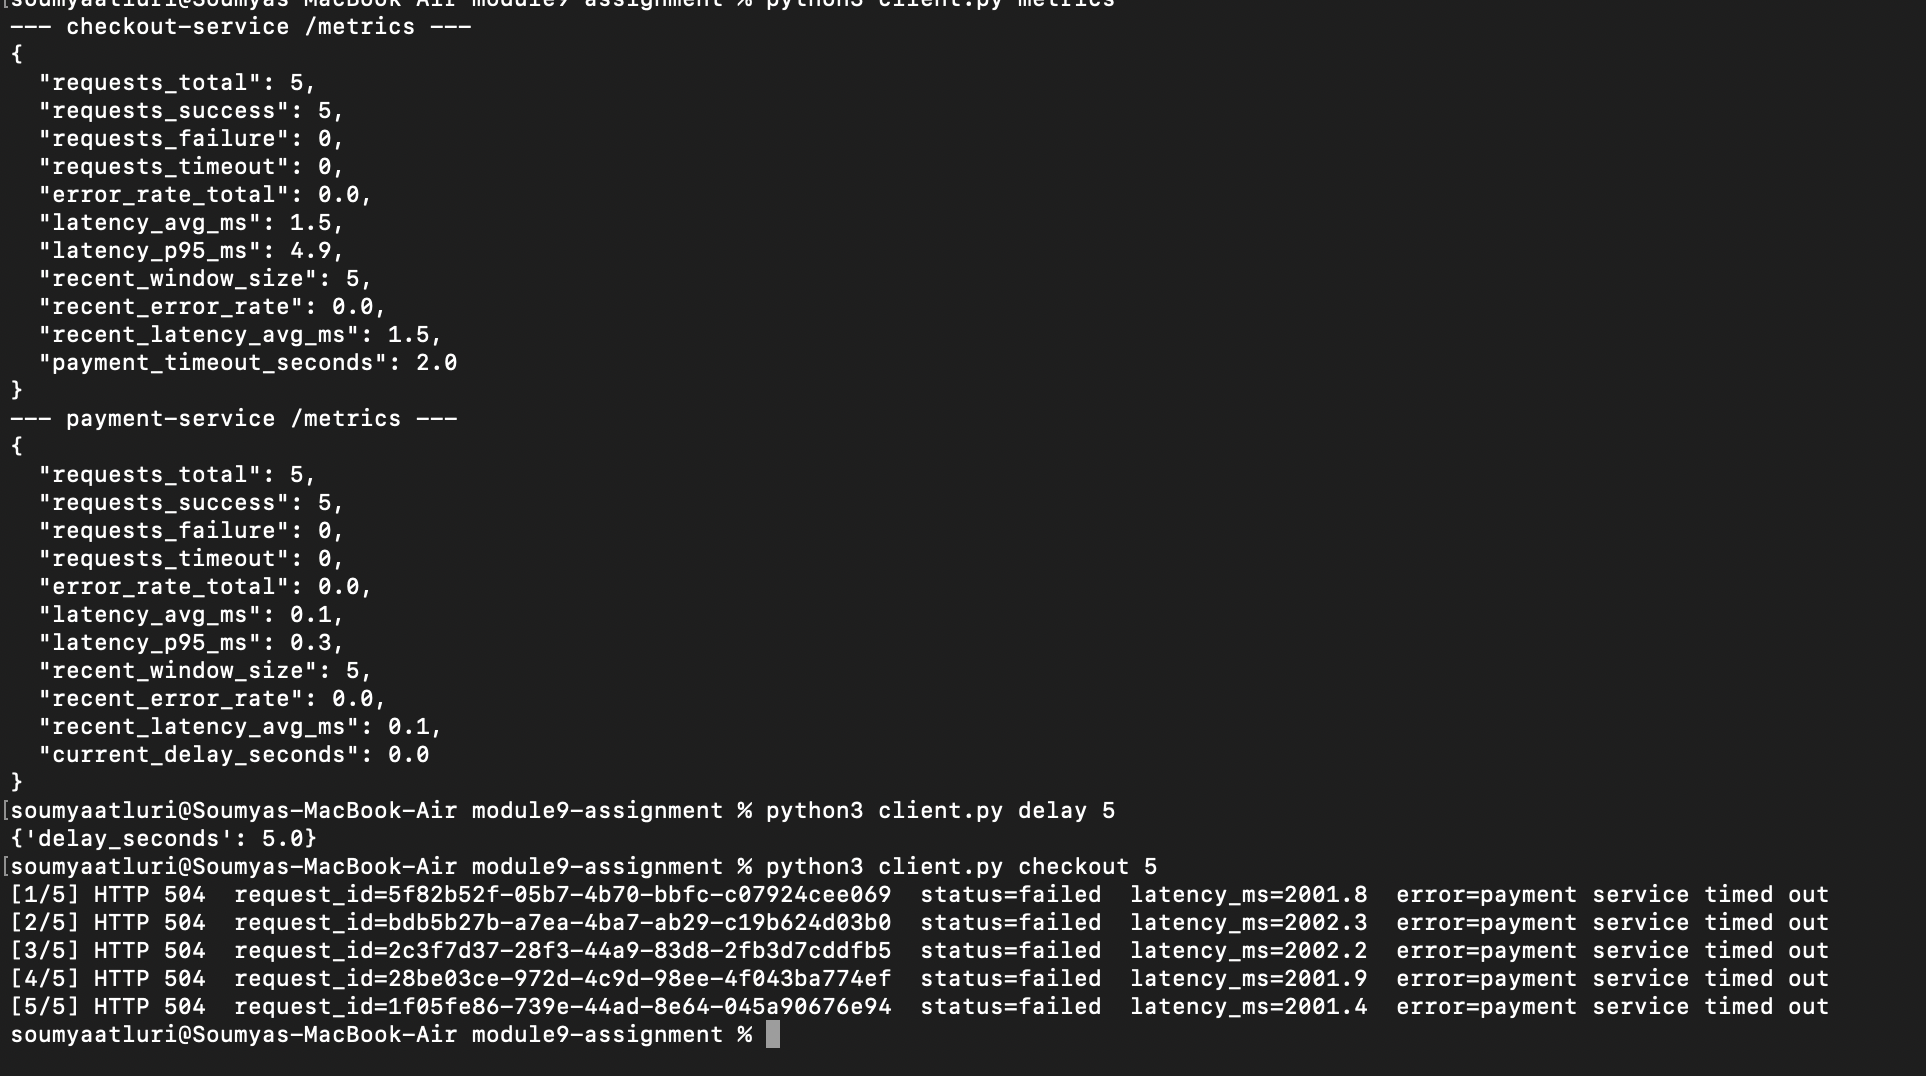 [soumyaatluri@Soumyas-MacBook-Air module9-assignment % python3 client.py metrics
--- checkout-service /metrics ---
{
  "requests_total": 5,
  "requests_success": 5,
  "requests_failure": 0,
  "requests_timeout": 0,
  "error_rate_total": 0.0,
  "latency_avg_ms": 1.5,
  "latency_p95_ms": 4.9,
  "recent_window_size": 5,
  "recent_error_rate": 0.0,
  "recent_latency_avg_ms": 1.5,
  "payment_timeout_seconds": 2.0
}
--- payment-service /metrics ---
{
  "requests_total": 5,
  "requests_success": 5,
  "requests_failure": 0,
  "requests_timeout": 0,
  "error_rate_total": 0.0,
  "latency_avg_ms": 0.1,
  "latency_p95_ms": 0.3,
  "recent_window_size": 5,
  "recent_error_rate": 0.0,
  "recent_latency_avg_ms": 0.1,
  "current_delay_seconds": 0.0
}
[soumyaatluri@Soumyas-MacBook-Air module9-assignment % python3 client.py delay 5
{'delay_seconds': 5.0}
[soumyaatluri@Soumyas-MacBook-Air module9-assignment % python3 client.py checkout 5
[1/5] HTTP 504  request_id=5f82b52f-05b7-4b70-bbfc-c07924cee069  status=failed  latency_ms=2001.8  error=payment service timed out
[2/5] HTTP 504  request_id=bdb5b27b-a7ea-4ba7-ab29-c19b624d03b0  status=failed  latency_ms=2002.3  error=payment service timed out
[3/5] HTTP 504  request_id=2c3f7d37-28f3-44a9-83d8-2fb3d7cddfb5  status=failed  latency_ms=2002.2  error=payment service timed out
[4/5] HTTP 504  request_id=28be03ce-972d-4c9d-98ee-4f043ba774ef  status=failed  latency_ms=2001.9  error=payment service timed out
[5/5] HTTP 504  request_id=1f05fe86-739e-44ad-8e64-045a90676e94  status=failed  latency_ms=2001.4  error=payment service timed out
soumyaatluri@Soumyas-MacBook-Air module9-assignment %